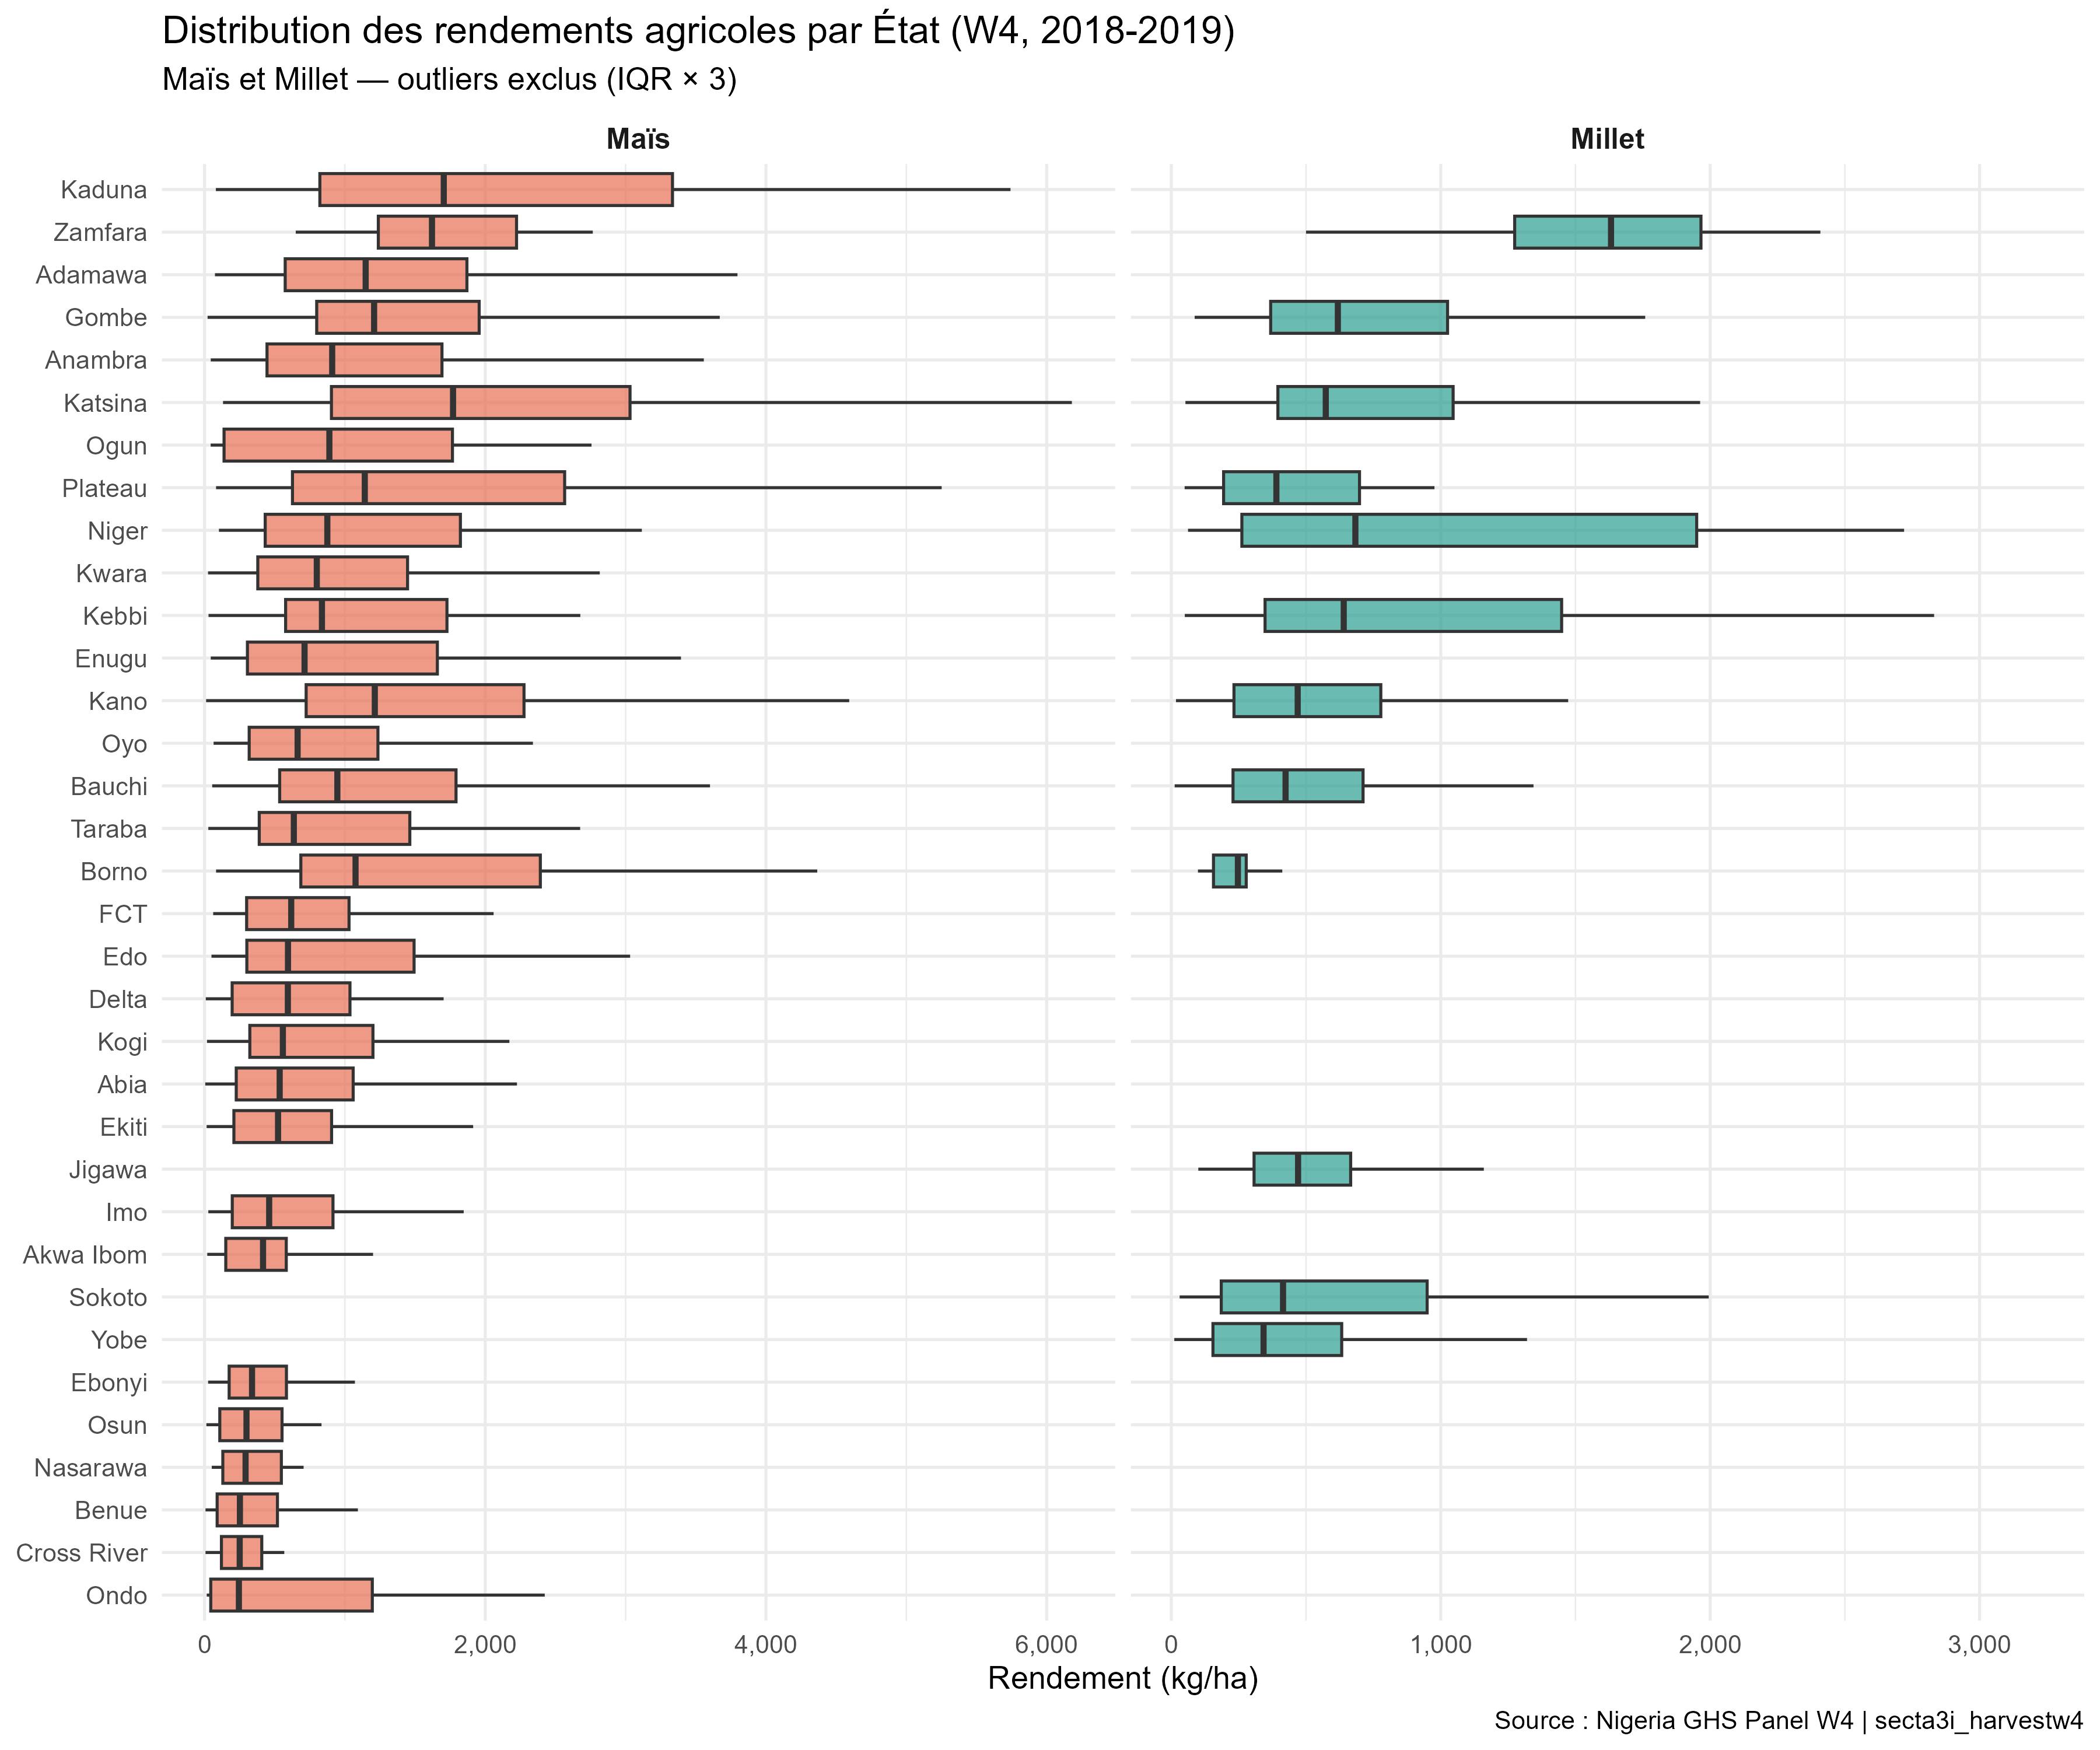 Distribution des rendements agricoles par État (W4, 2018-2019)
Maïs et Millet — outliers exclus (IQR × 3)
Maïs
Millet
Kaduna
Zamfara
Adamawa
Gombe
Anambra
Katsina
Ogun
Plateau
Niger
Kwara
Kebbi
Enugu
Kano
Oyo
Bauchi
Taraba
Borno
FCT
Edo
Delta
Kogi
Abia
Ekiti
Jigawa
Imo
Akwa Ibom
Sokoto
Yobe
Ebonyi
Osun
Nasarawa
Benue
Cross River
Ondo
0 2,000 4,000 6,000
0 1,000 2,000 3,000
Rendement (kg/ha)
Source : Nigeria GHS Panel W4 | secta3i_harvestw4